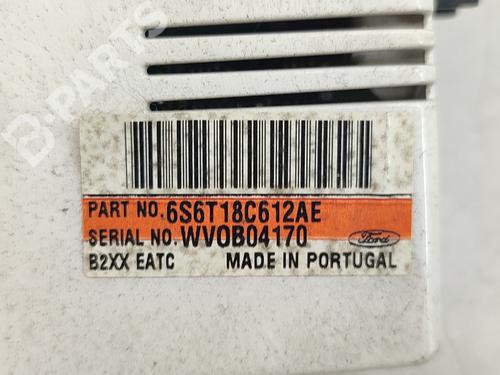 B-PARTS
PART NO. 6S6T18C612AE
SERIAL NO. WVOB04170
Ford
B2XX EATC MADE IN PORTUGAL